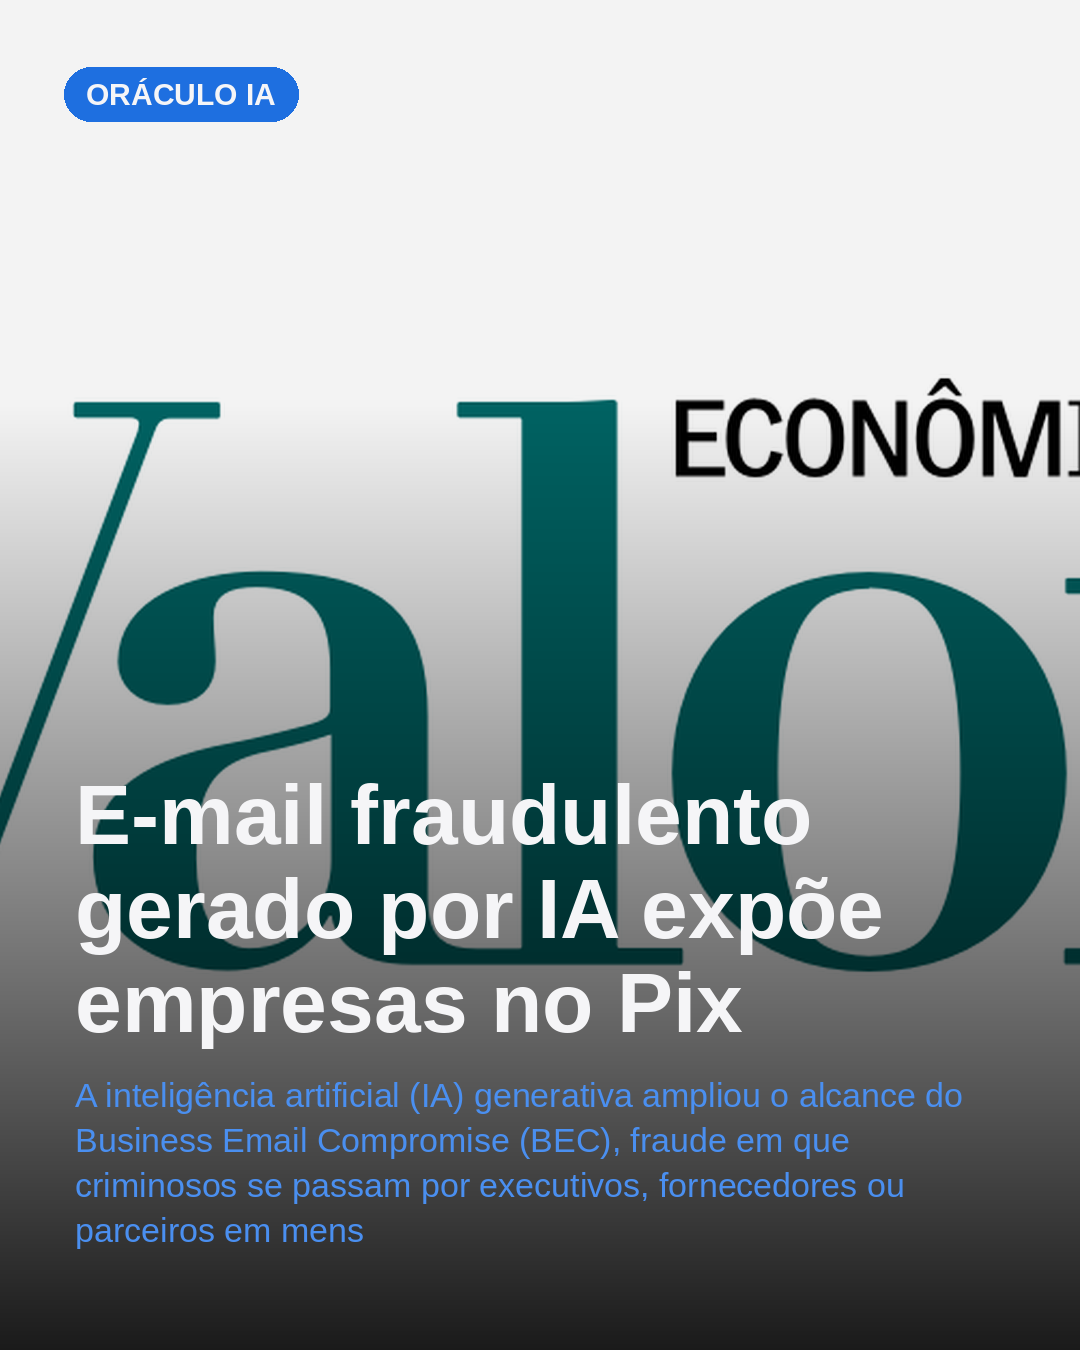 ORÁCULO IA
ECONÔMI
Valor
E-mail fraudulento
gerado por IA expõe
empresas no Pix
A inteligência artificial (IA) generativa ampliou o alcance do
Business Email Compromise (BEC), fraude em que
criminosos se passam por executivos, fornecedores ou
parceiros em mens